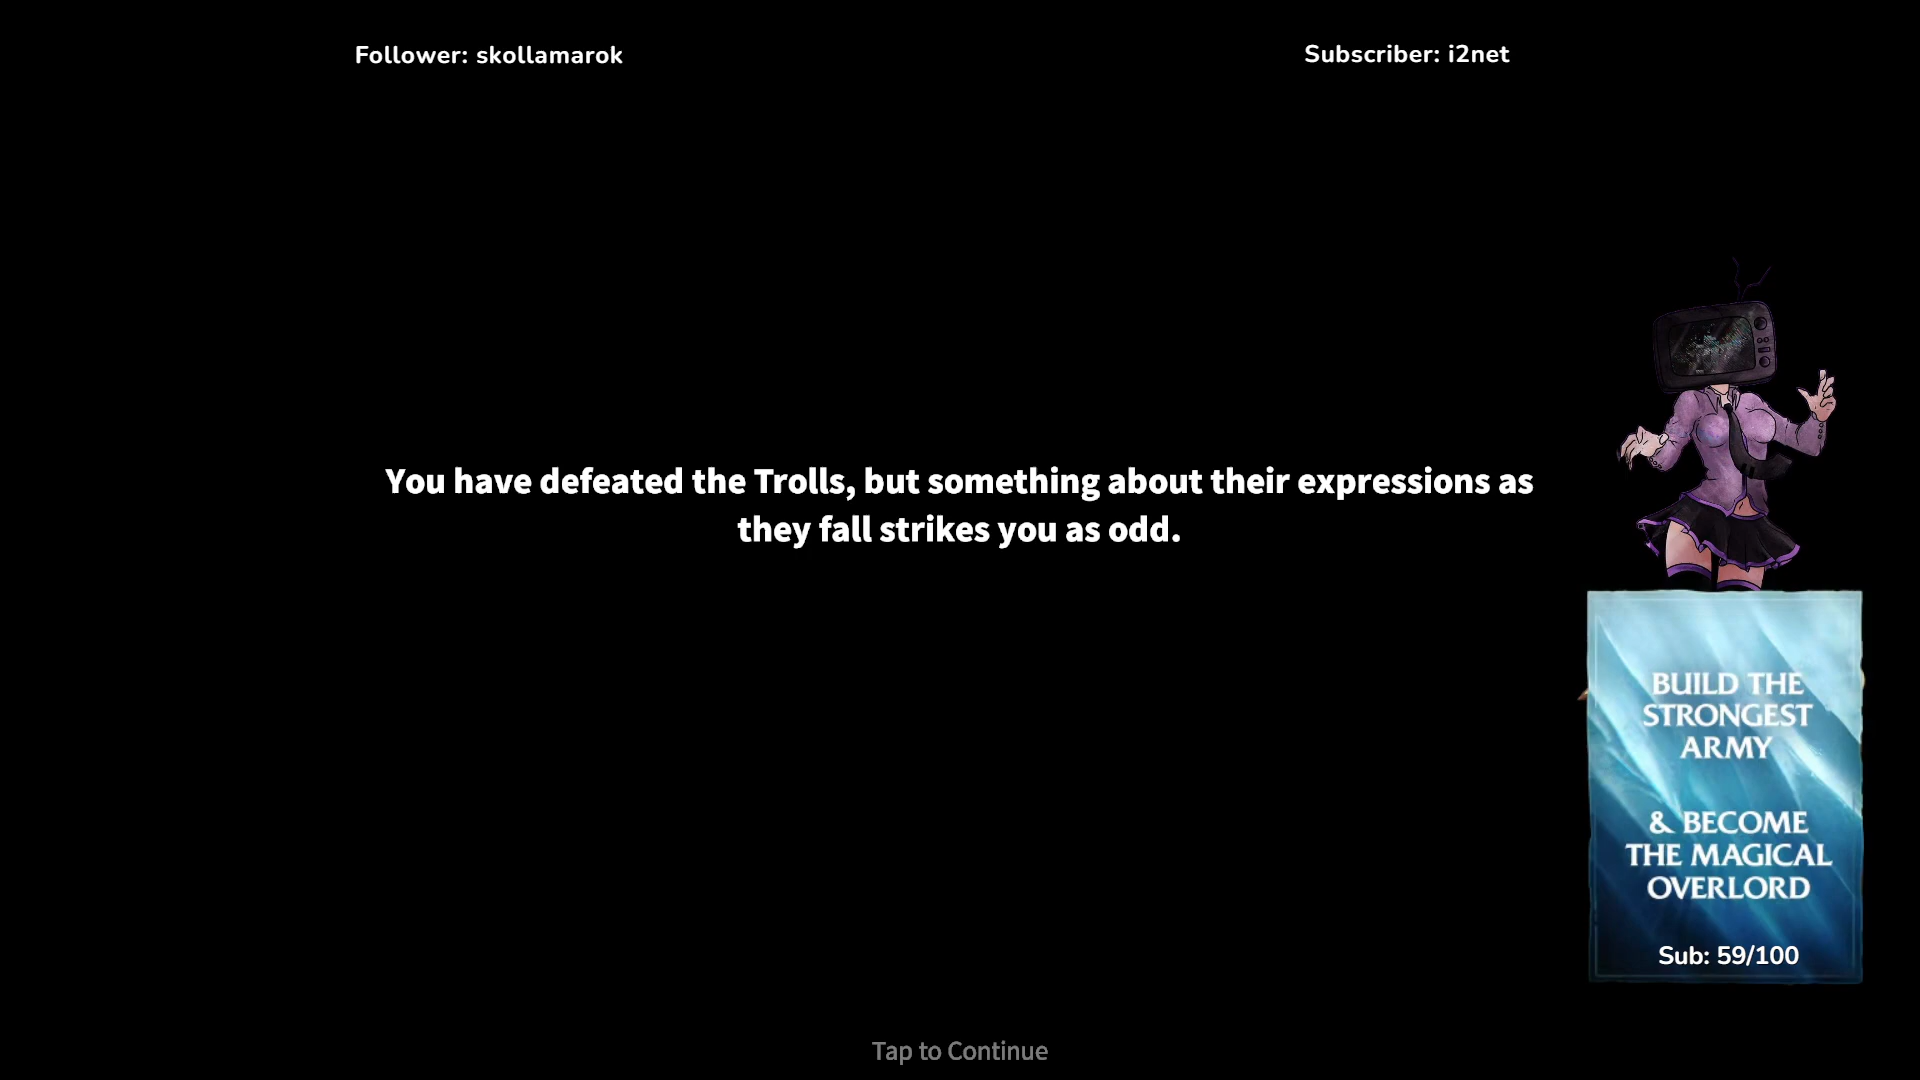 Follower: skollamarok
Subscriber: i2net
You have defeated the Trolls, but something about their expressions as
they fall strikes you as odd.
BUILD THE
STRONGEST
ARMY
& BECOME
THE MAGICAL
OVERLORD
Sub: 59/100
Tap to Continue